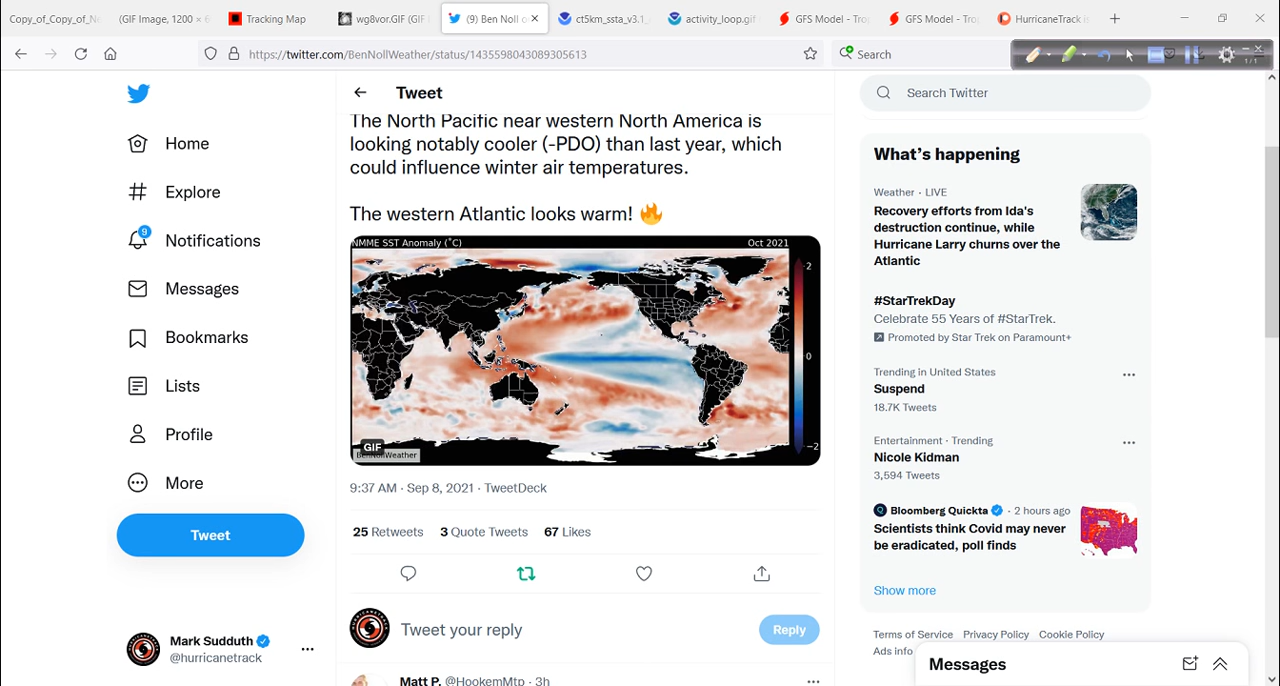 Copy_of_Copy_of_N
(GIF Image, 1200 × 6
Tracking Map
wg8vor.GIF (GIF I
(9) Ben Noll o
ct5km_ssta_v3.1_
activity_loop.gif
GFS Model - Tro
GFS Model - Tro
HurricaneTrack is
https://twitter.com/BenNollWeather/status/1435598043089305613
Search
1/1
Home
Explore
9
Notifications
Messages
Bookmarks
Lists
Profile
More
Tweet
Mark Sudduth
@hurricanetrack
Tweet
The North Pacific near western North America is
looking notably cooler (-PDO) than last year, which
could influence winter air temperatures.
The western Atlantic looks warm! 🔥
NMME SST Anomaly (˚C)
Oct 2021
2
0
−2
GIF
BenNollWeather
9:37 AM · Sep 8, 2021 · TweetDeck
25 Retweets 3 Quote Tweets 67 Likes
Tweet your reply
Reply
Matt P. @HookemMtp · 3h
Search Twitter
What's happening
Weather · LIVE
Recovery efforts from Ida's
destruction continue, while
Hurricane Larry churns over the
Atlantic
#StarTrekDay
Celebrate 55 Years of #StarTrek.
Promoted by Star Trek on Paramount+
Trending in United States
Suspend
18.7K Tweets
Entertainment · Trending
Nicole Kidman
3,594 Tweets
Bloomberg Quickta · 2 hours ago
Scientists think Covid may never
be eradicated, poll finds
Show more
Terms of Service Privacy Policy Cookie Policy
Ads info
Messages